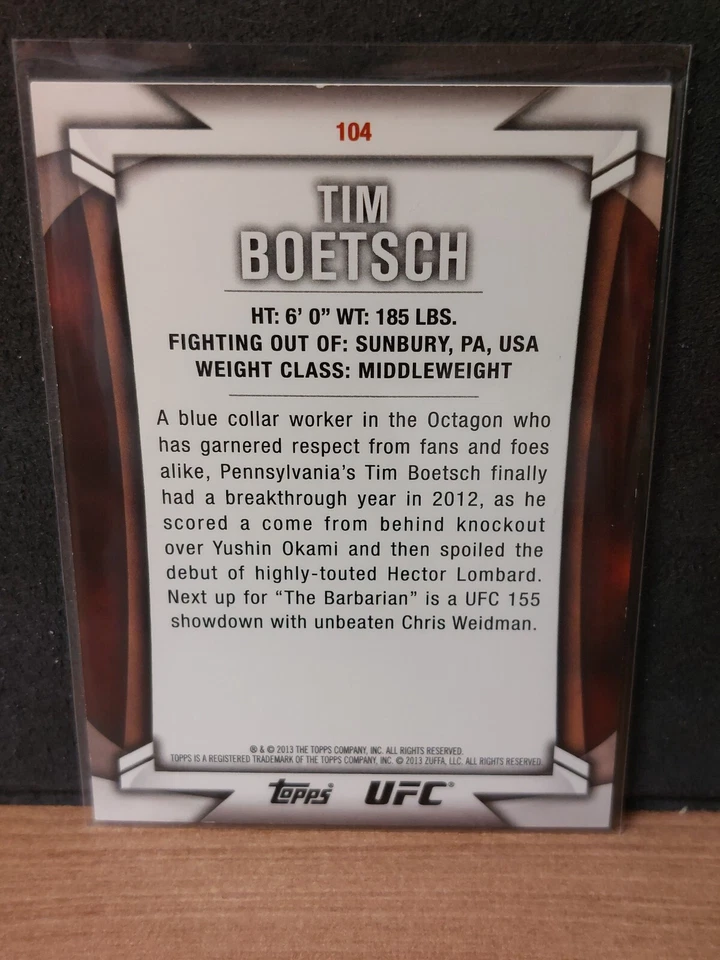 104
TIM
BOETSCH
HT: 6' 0" WT: 185 LBS.
FIGHTING OUT OF: SUNBURY, PA, USA
WEIGHT CLASS: MIDDLEWEIGHT
A blue collar worker in the Octagon who
has garnered respect from fans and foes
alike, Pennsylvania's Tim Boetsch finally
had a breakthrough year in 2012, as he
scored a come from behind knockout
over Yushin Okami and then spoiled the
debut of highly-touted Hector Lombard.
Next up for "The Barbarian" is a UFC 155
showdown with unbeaten Chris Weidman.
® & © 2013 THE TOPPS COMPANY, INC. ALL RIGHTS RESERVED.
TOPPS IS A REGISTERED TRADEMARK OF THE TOPPS COMPANY, INC. © 2013 ZUFFA, LLC. ALL RIGHTS RESERVED.
topps® UFC®